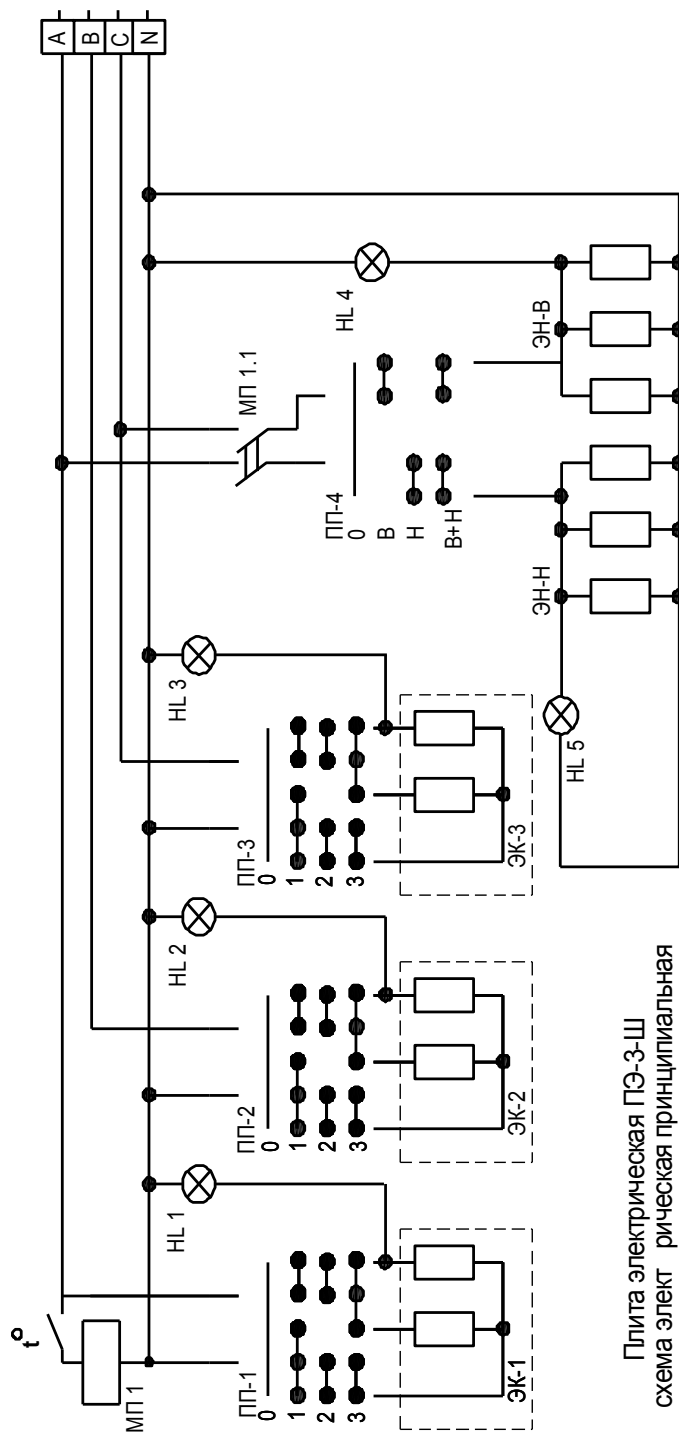 A
B
C
N
t°
МП 1
HL 1
HL 2
HL 3
МП 1.1
HL 4
ПП-1
0
1
2
3
ПП-2
0
1
2
3
ПП-3
0
1
2
3
ПП-4
0
В
Н
В+Н
ЭК-1
ЭК-2
ЭК-3
HL 5
ЭН-Н
ЭН-В
Плита электрическая ПЭ-3-Ш
схема элект рическая принципиальная